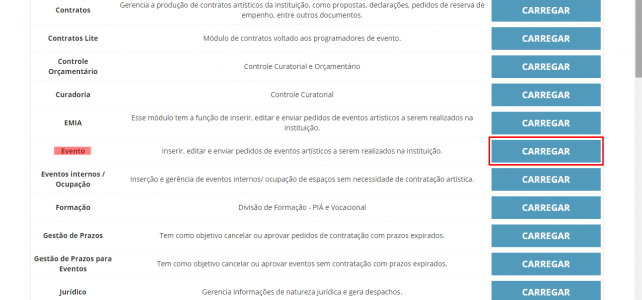 Contratos
Gerencia a produção de contratos artísticos da instituição, como propostas, declarações, pedidos de reserva de
empenho, entre outros documentos.
CARREGAR
Contratos Lite
Módulo de contratos voltado aos programadores de evento.
CARREGAR
Controle
Orçamentário
Controle Curatorial e Orçamentário
CARREGAR
Curadoria
Controle Curatorial
CARREGAR
EMIA
Esse módulo tem a função de inserir, editar e enviar pedidos de eventos artísticos a serem realizados na
instituição.
CARREGAR
Evento
Inserir, editar e enviar pedidos de eventos artísticos a serem realizados na instituição.
CARREGAR
Eventos internos /
Ocupação
Inserção e gerência de eventos internos/ ocupação de espaços sem necessidade de contratação artística.
CARREGAR
Formação
Divisão de Formação - PIÁ e Vocacional
CARREGAR
Gestão de Prazos
Tem como objetivo cancelar ou aprovar pedidos de contratação com prazos expirados.
CARREGAR
Gestão de Prazos para
Eventos
Tem como objetivo cancelar ou aprovar eventos sem contratação com prazos expirados.
CARREGAR
Jurídico
Gerencia informações de natureza jurídica e gera despachos.
CARREGAR